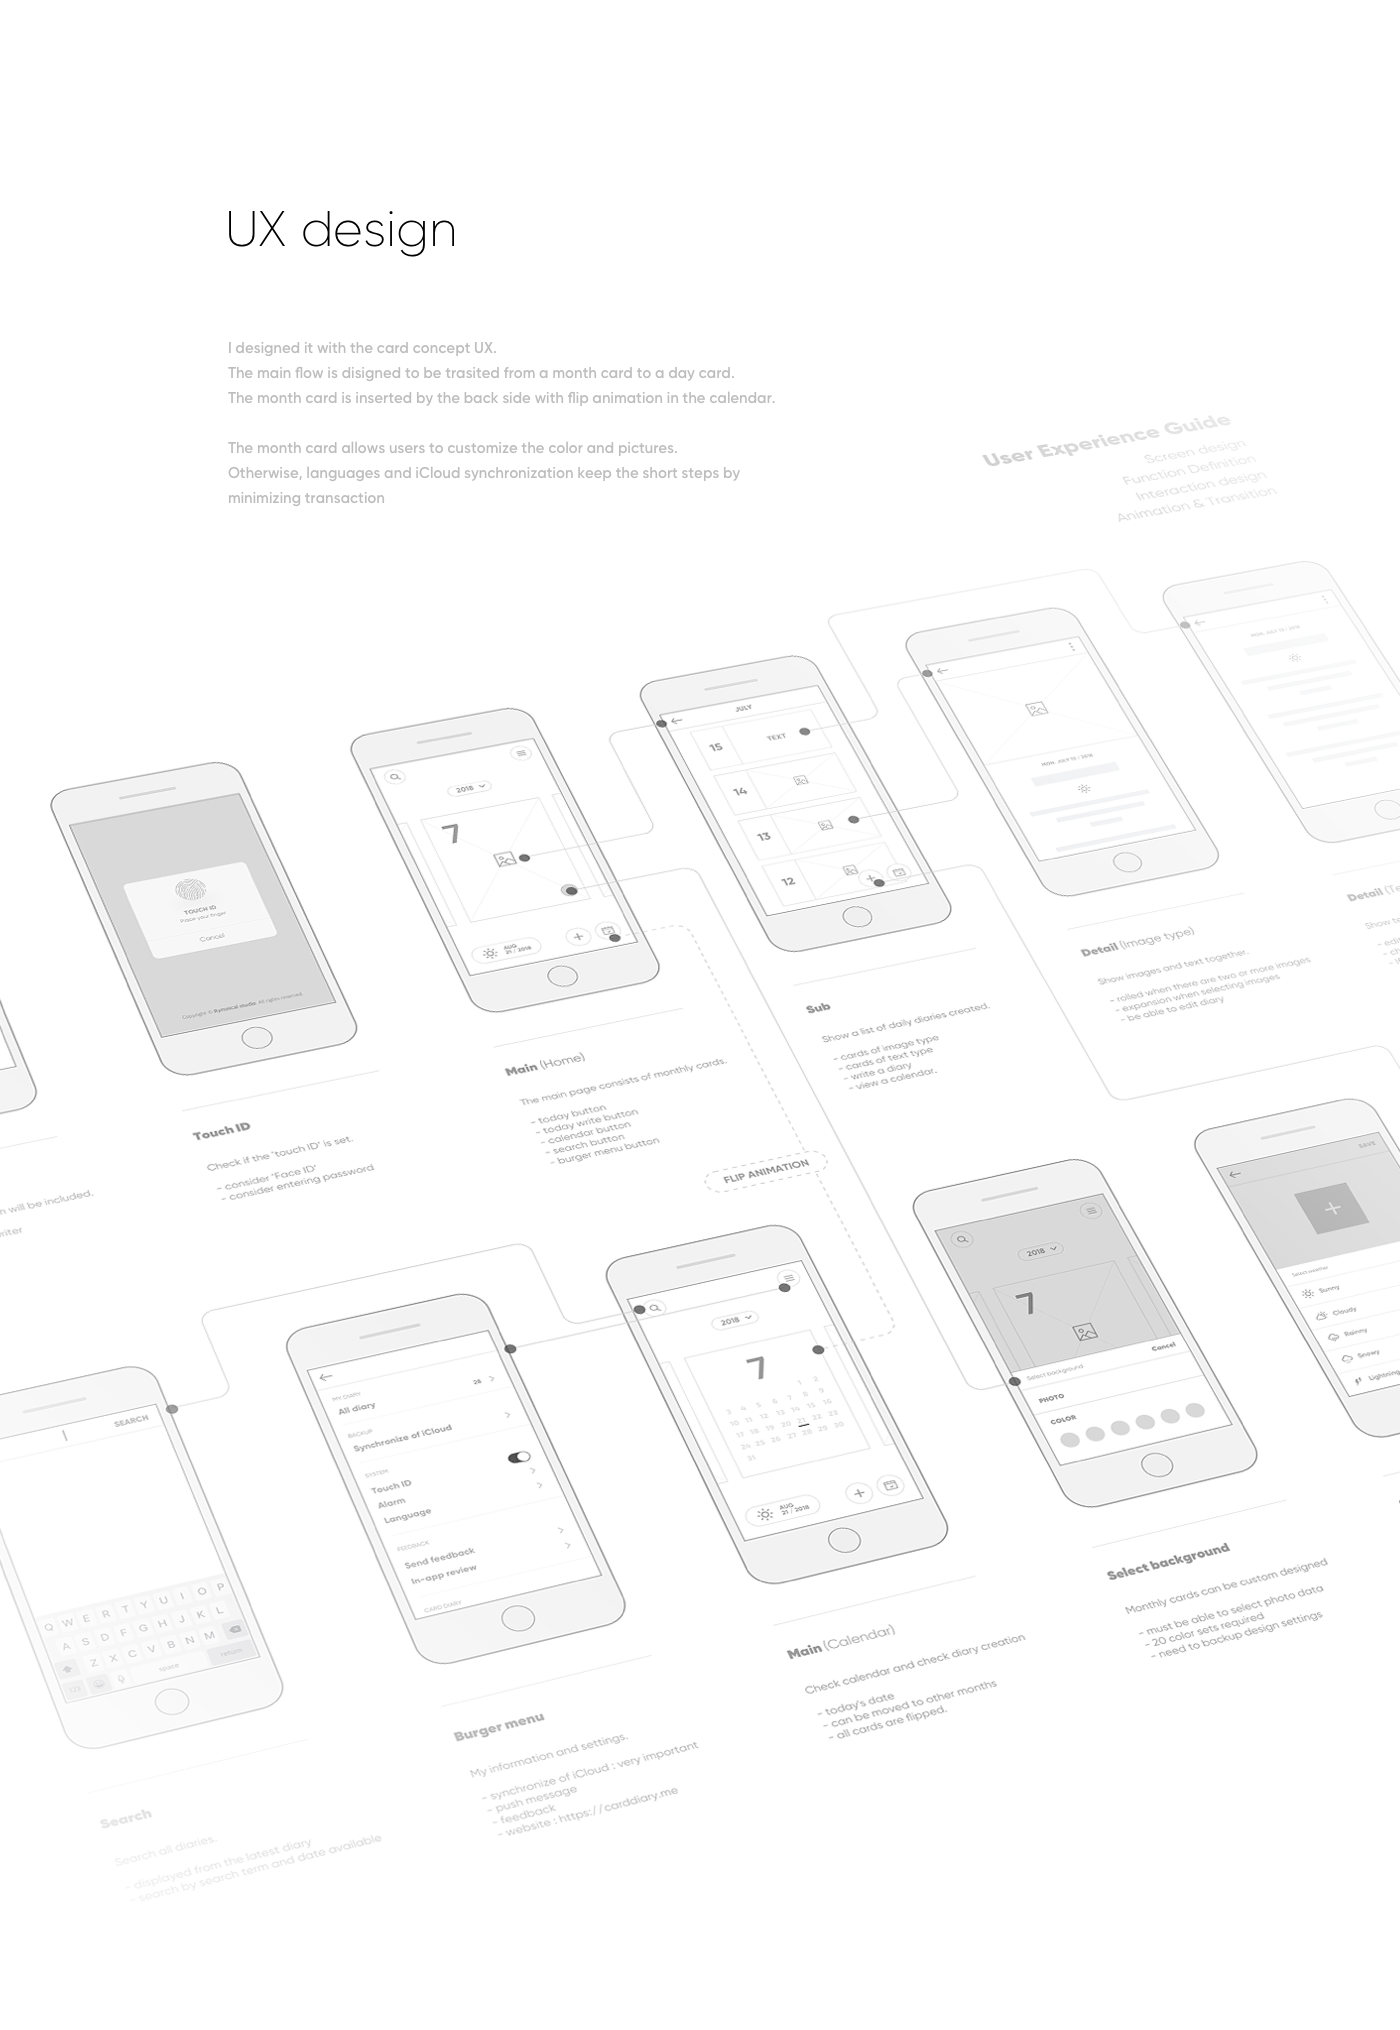 UX design
I designed it with the card concept UX.
The main flow is disigned to be trasited from a month card to a day card.
The month card is inserted by the back side with flip animation in the calendar.
The month card allows users to customize the color and pictures.
Otherwise, languages and iCloud synchronization keep the short steps by
minimizing transaction
User Experience Guide
Screen design
Function Definition
Interaction design
Animation & Transition
TOUCH ID
Place your finger
Cancel
Copyright © studio. All rights reserved.
2018
7
AUG
21 / 2018
JULY
15
TEXT
14
13
12
MON, JULY 13 / 2018
MON, JULY 15 / 2018
n will be included.
riter
Touch ID
Check if the 'touch ID' is set.
- consider 'Face ID'
- consider entering password
Main (Home)
The main page consists of monthly cards.
- today button
- today write button
- calendar button
- search button
- burger menu button
Sub
Show a list of daily diaries created.
- cards of image type
- cards of text type
- write a diary
- view a calendar.
Detail (Image type)
Show images and text together.
- rolled when there are two or more images
- expansion when selecting images
- be able to edit diary
Detail (Te
Show te
FLIP ANIMATION
SEARCH
Q W E R T Y U I O P
A S D F G H J K L
Z X C V B N M
123
space
return
MY DIARY
All diary
28
BACKUP
Synchronize of iCloud
SYSTEM
Touch ID
Alarm
Language
FEEDBACK
Send feedback
In-app review
CARD DIARY
2018
7
1 2
3 4 5 6 7 8 9
10 11 12 13 14 15 16
17 18 19 20 21 22 23
24 25 26 27 28 29 30
31
AUG
21 / 2018
2018
7
Select background
Cancel
PHOTO
COLOR
SAVE
Select weather
Sunny
Cloudy
Rainny
Snowy
Lightning
Search
Search all diaries.
- displayed from the latest diary
- search by search term and date available
Burger menu
My information and settings.
- synchronize of iCloud : very important
- push message
- feedback
- website : https://carddiary.me
Main (Calendar)
Check calendar and check diary creation
- today's date
- can be moved to other months
- all cards are flipped.
Select background
Monthly cards can be custom designed
- must be able to select photo data
- 20 color sets required
- need to backup design settings